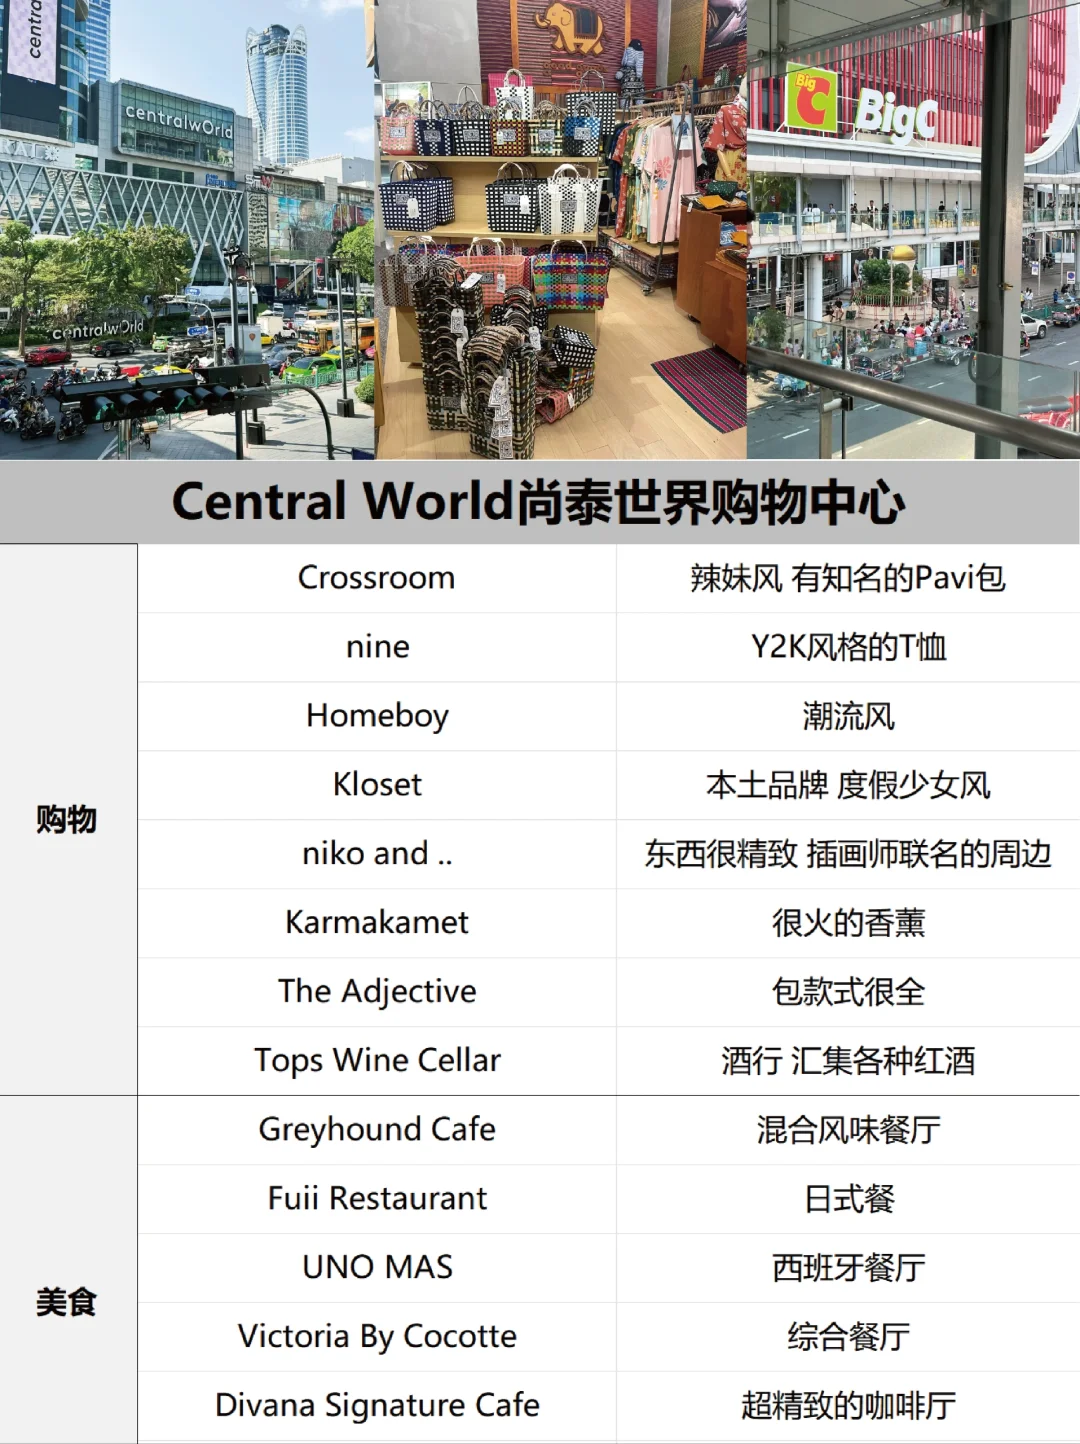 central
centralwOrld
centralwOrld
Big
C
BigC
Central World尚泰世界购物中心
购物
Crossroom 辣妹风 有知名的Pavi包
nine Y2K风格的T恤
Homeboy 潮流风
Kloset 本土品牌 度假少女风
niko and .. 东西很精致 插画师联名的周边
Karmakamet 很火的香薰
The Adjective 包款式很全
Tops Wine Cellar 酒行 汇集各种红酒
美食
Greyhound Cafe 混合风味餐厅
Fuii Restaurant 日式餐
UNO MAS 西班牙餐厅
Victoria By Cocotte 综合餐厅
Divana Signature Cafe 超精致的咖啡厅